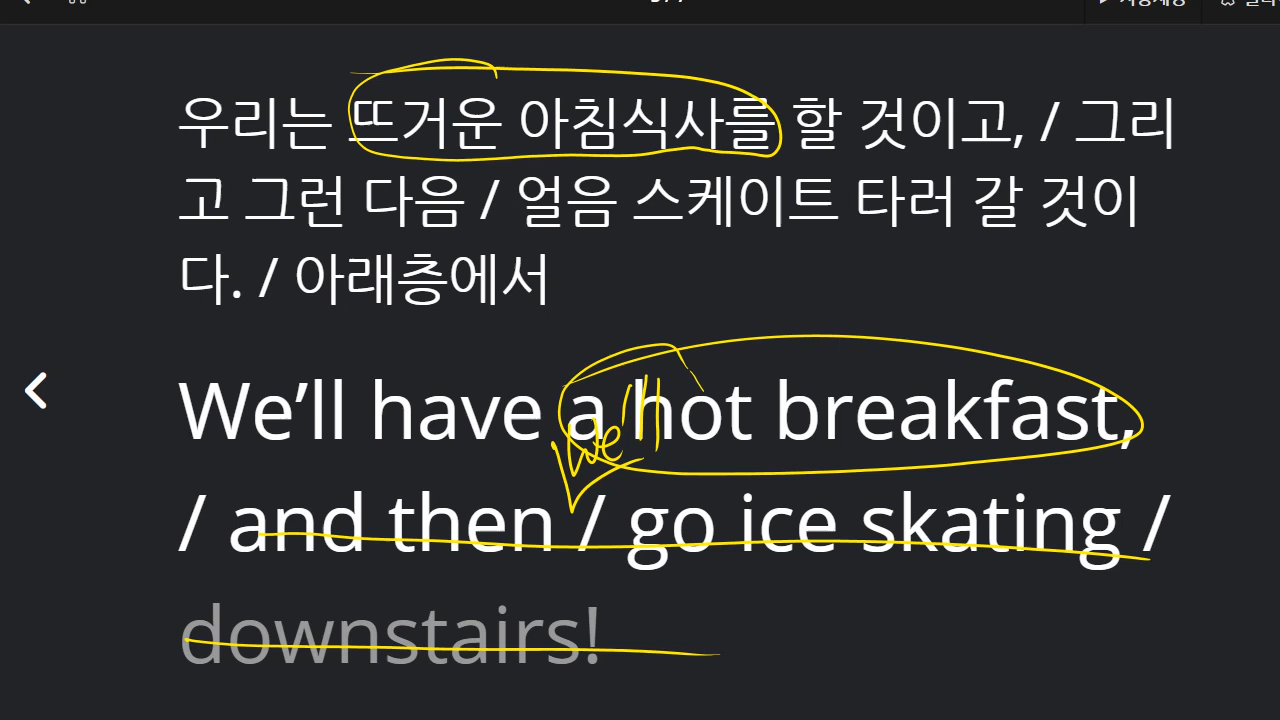 우리는 뜨거운 아침식사를 할 것이고, / 그리
고 그런 다음 / 얼음 스케이트 타러 갈 것이
다. / 아래층에서
We’ll have a hot breakfast,
we'll
/ and then / go ice skating /
downstairs!